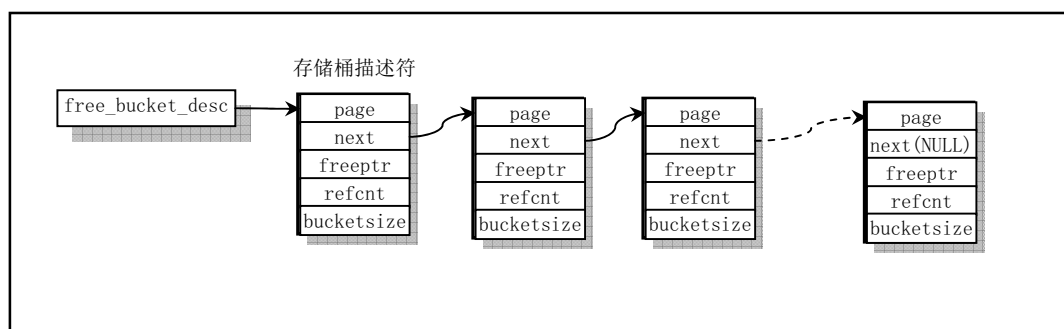 存储桶描述符
free_bucket_desc
page
next
freeptr
refcnt
bucketsize
page
next
freeptr
refcnt
bucketsize
page
next
freeptr
refcnt
bucketsize
page
next(NULL)
freeptr
refcnt
bucketsize